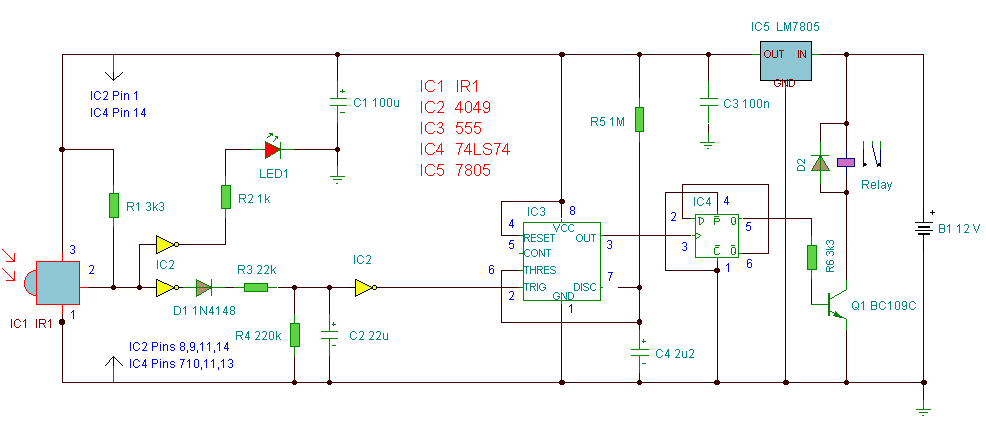 IC5 LM7805
OUT IN
GND
IC2 Pin 1
IC4 Pin 14
C1 100u
IC1 IR1
IC2 4049
IC3 555
IC4 74LS74
IC5 7805
C3 100n
R5 1M
LED1
D2
Relay
R1 3k3
R2 1k
B1 12 V
3
2
1
IC2
IC1 IR1
D1 1N4148
R3 22k
IC2
R4 220k
C2 22u
IC3
8
4
VCC
RESET
OUT
3
5
CONT
6
THRES
7
DISC
2
TRIG
GND
1
IC4
4
2
D
P
Q
5
3
C
Q
6
1
R6 3k3
Q1 BC109C
C4 2u2
IC2 Pins 8,9,11,14
IC4 Pins 710,11,13